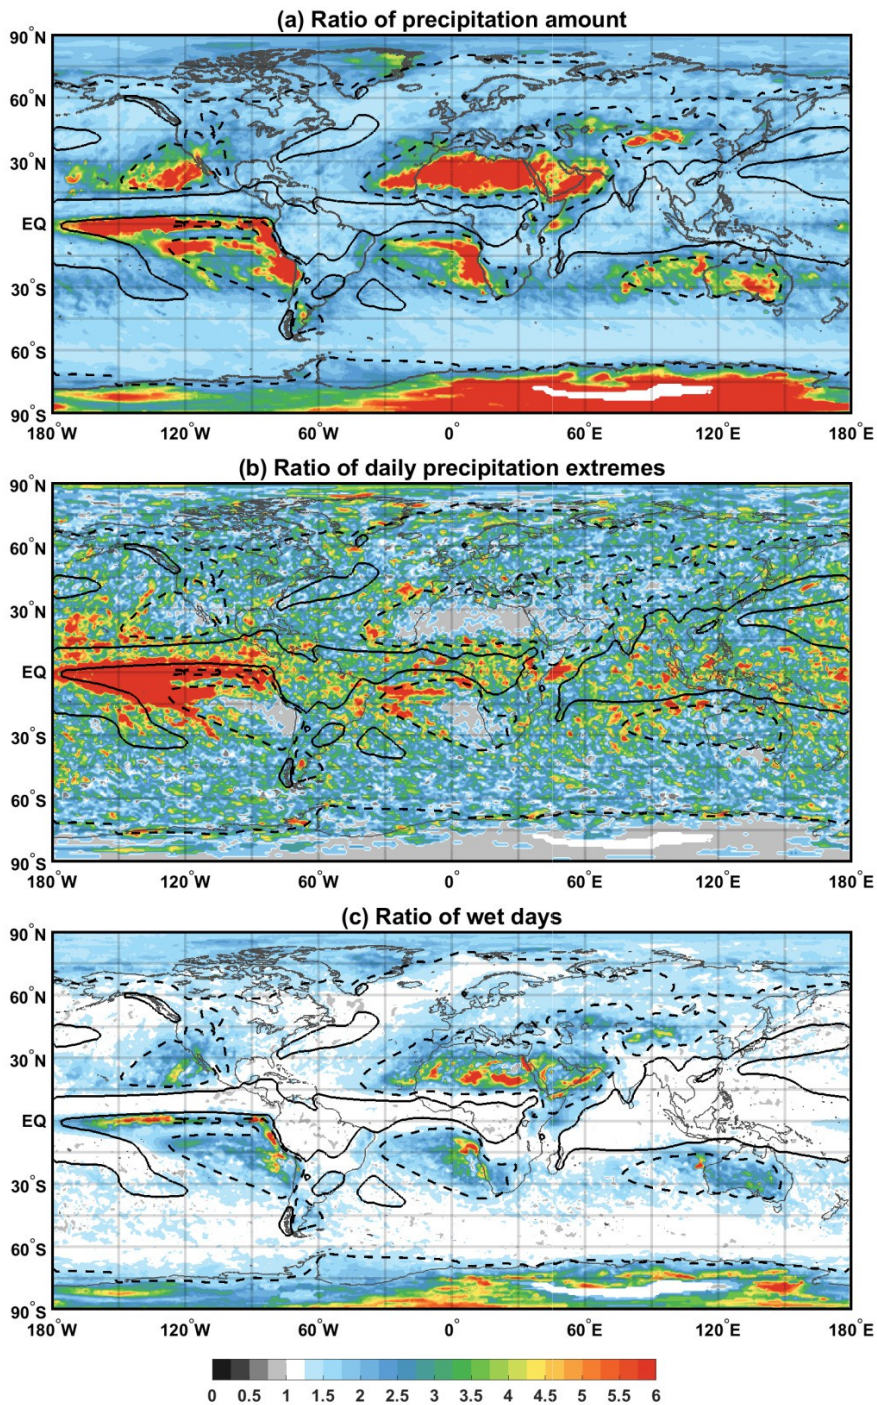 (a) Ratio of precipitation amount
90°N
60°N
30°N
EQ
30°S
60°S
90°S
180°W 120°W 60°W 0° 60°E 120°E 180°E
(b) Ratio of daily precipitation extremes
90°N
60°N
30°N
EQ
30°S
60°S
90°S
180°W 120°W 60°W 0° 60°E 120°E 180°E
(c) Ratio of wet days
90°N
60°N
30°N
EQ
30°S
60°S
90°S
180°W 120°W 60°W 0° 60°E 120°E 180°E
0 0.5 1 1.5 2 2.5 3 3.5 4 4.5 5 5.5 6